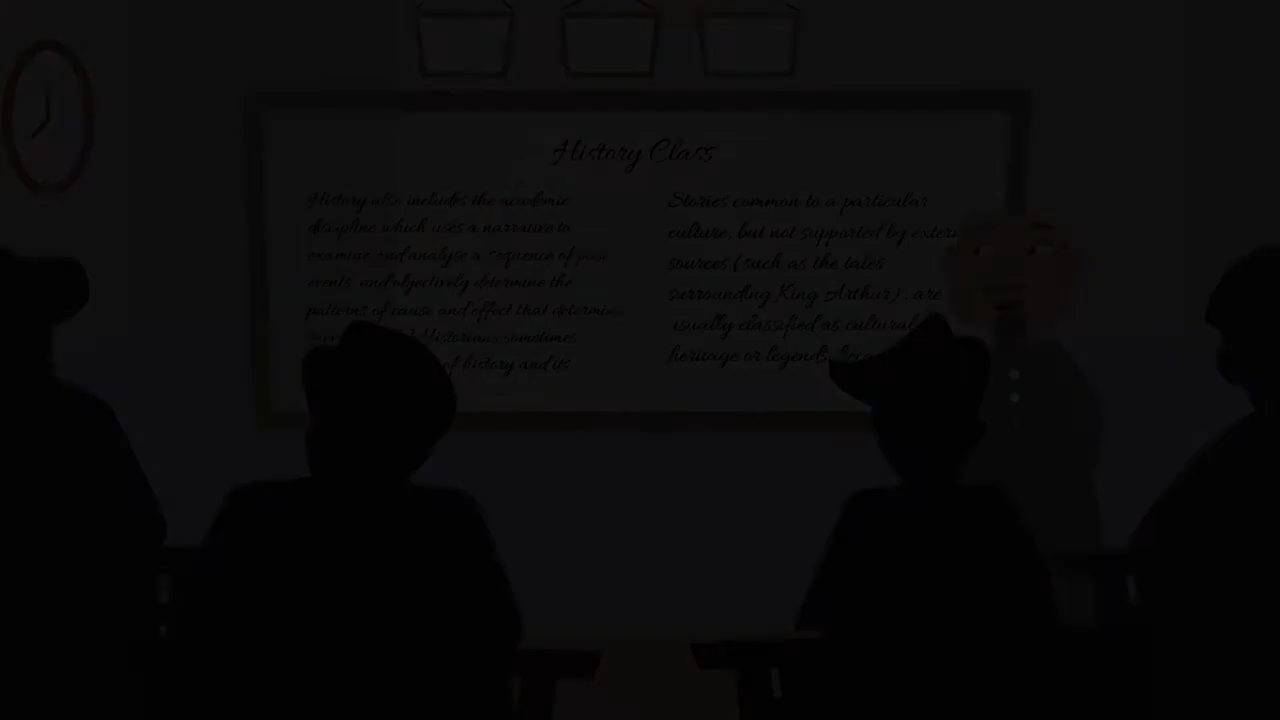 History Class
History also includes the academic
discipline which uses a narrative to
examine and analyse a sequence of past
events, and objectively determine the
patterns of cause and effect that determine
Historians sometimes
of history and its
Stories common to a particular
culture, but not supported by extern
sources (such as the tales
surrounding King Arthur), are
usually classified as cultural
heritage or legends, beca